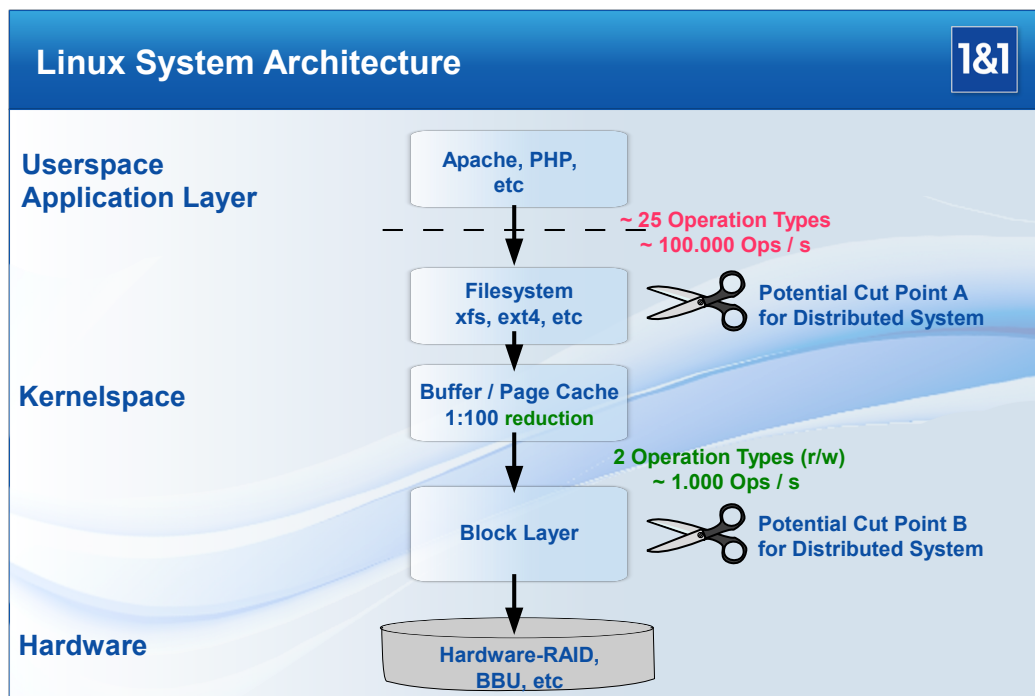 Linux System Architecture
1&1
Userspace
Application Layer
Apache, PHP,
etc
~ 25 Operation Types
~ 100.000 Ops / s
Filesystem
xfs, ext4, etc
Potential Cut Point A
for Distributed System
Kernelspace
Buffer / Page Cache
1:100 reduction
2 Operation Types (r/w)
~ 1.000 Ops / s
Block Layer
Potential Cut Point B
for Distributed System
Hardware
Hardware-RAID,
BBU, etc